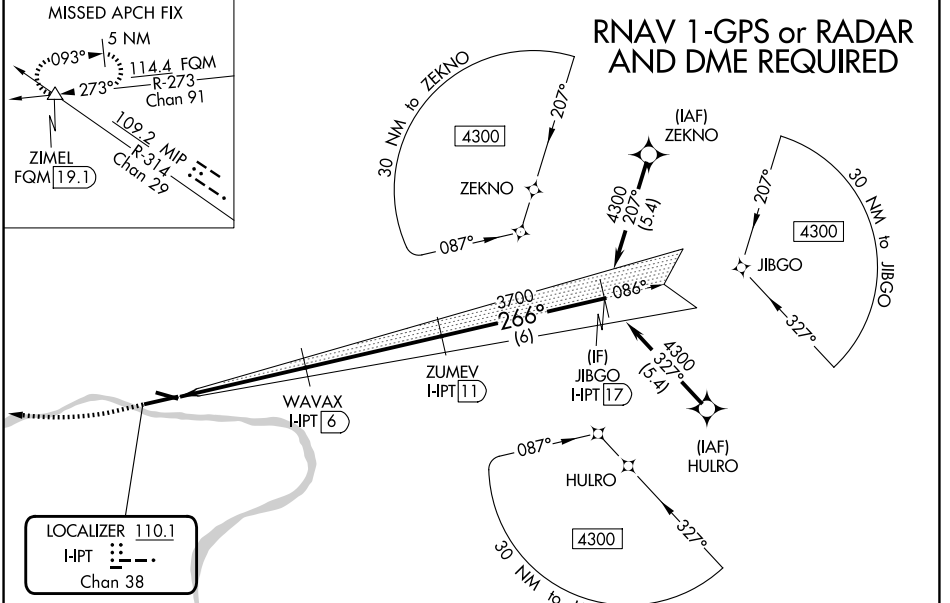 MISSED APCH FIX
5 NM
093°
114.4 FQM
R-273
Chan 91
273°
109.2 MIP
R-314
Chan 29
ZIMEL
FQM 19.1
RNAV 1-GPS or RADAR
AND DME REQUIRED
30 NM to ZEKNO
4300
207°
ZEKNO
087°
(IAF)
ZEKNO
4300
207°
(5.4)
207°
4300
30 NM to JIBGO
JIBGO
327°
3700
266°
(6)
086°
(IF)
JIBGO
I-IPT 17
ZUMEV
I-IPT 11
WAVAX
I-IPT 6
4300
327°
(5.4)
(IAF)
HULRO
087°
HULRO
327°
4300
30 NM to
LOCALIZER 110.1
I-IPT
Chan 38